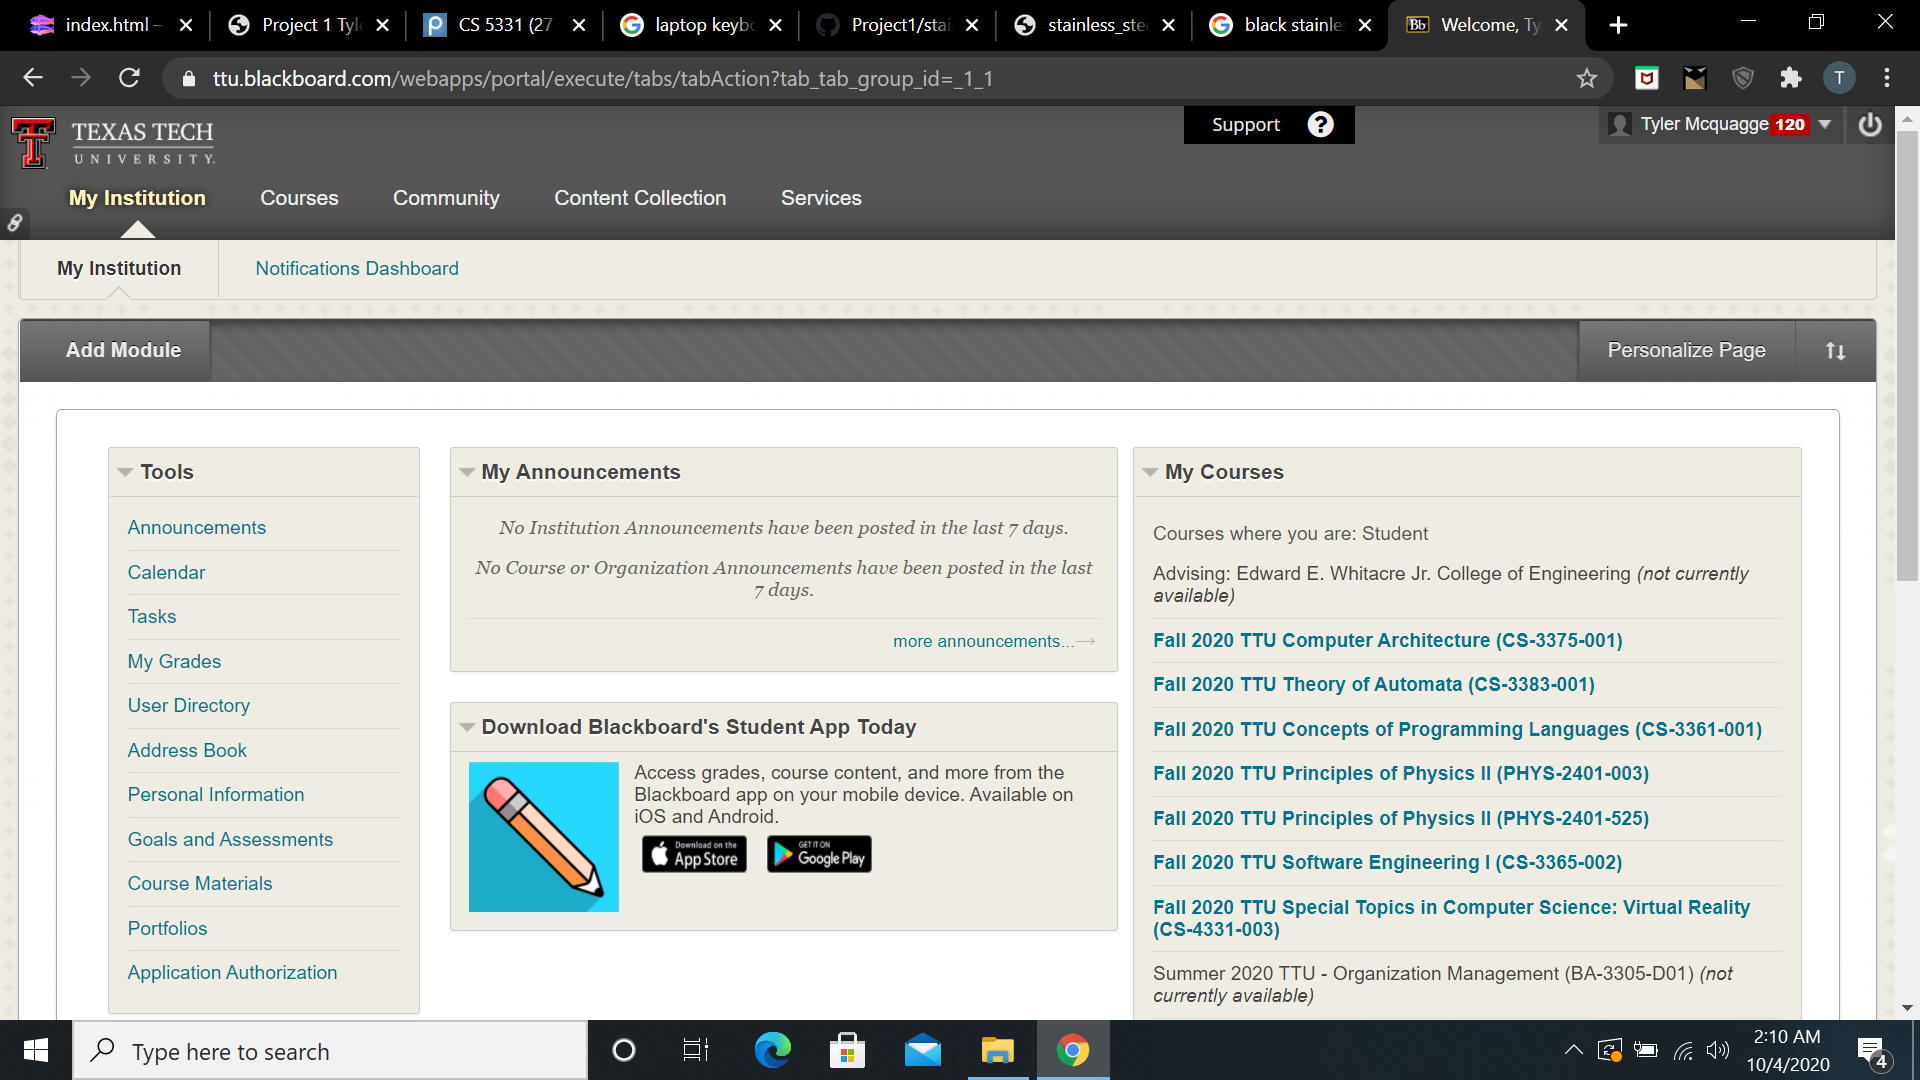 index.html -
Project 1 Tyle
CS 5331 (27
laptop keybo
Project1/stai
stainless_stee
black stainle
Welcome, Ty
ttu.blackboard.com/webapps/portal/execute/tabs/tabAction?tab_tab_group_id=_1_1
T
TEXAS TECH
UNIVERSITY.
Support ?
Tyler Mcquagge 120
My Institution
Courses
Community
Content Collection
Services
My Institution
Notifications Dashboard
Add Module
Personalize Page
Tools
Announcements
Calendar
Tasks
My Grades
User Directory
Address Book
Personal Information
Goals and Assessments
Course Materials
Portfolios
Application Authorization
My Announcements
No Institution Announcements have been posted in the last 7 days.
No Course or Organization Announcements have been posted in the last
7 days.
more announcements...→
Download Blackboard's Student App Today
Access grades, course content, and more from the
Blackboard app on your mobile device. Available on
iOS and Android.
Download on the
App Store
GET IT ON
Google Play
My Courses
Courses where you are: Student
Advising: Edward E. Whitacre Jr. College of Engineering (not currently
available)
Fall 2020 TTU Computer Architecture (CS-3375-001)
Fall 2020 TTU Theory of Automata (CS-3383-001)
Fall 2020 TTU Concepts of Programming Languages (CS-3361-001)
Fall 2020 TTU Principles of Physics II (PHYS-2401-003)
Fall 2020 TTU Principles of Physics II (PHYS-2401-525)
Fall 2020 TTU Software Engineering I (CS-3365-002)
Fall 2020 TTU Special Topics in Computer Science: Virtual Reality
(CS-4331-003)
Summer 2020 TTU - Organization Management (BA-3305-D01) (not
currently available)
Type here to search
2:10 AM
10/4/2020
4